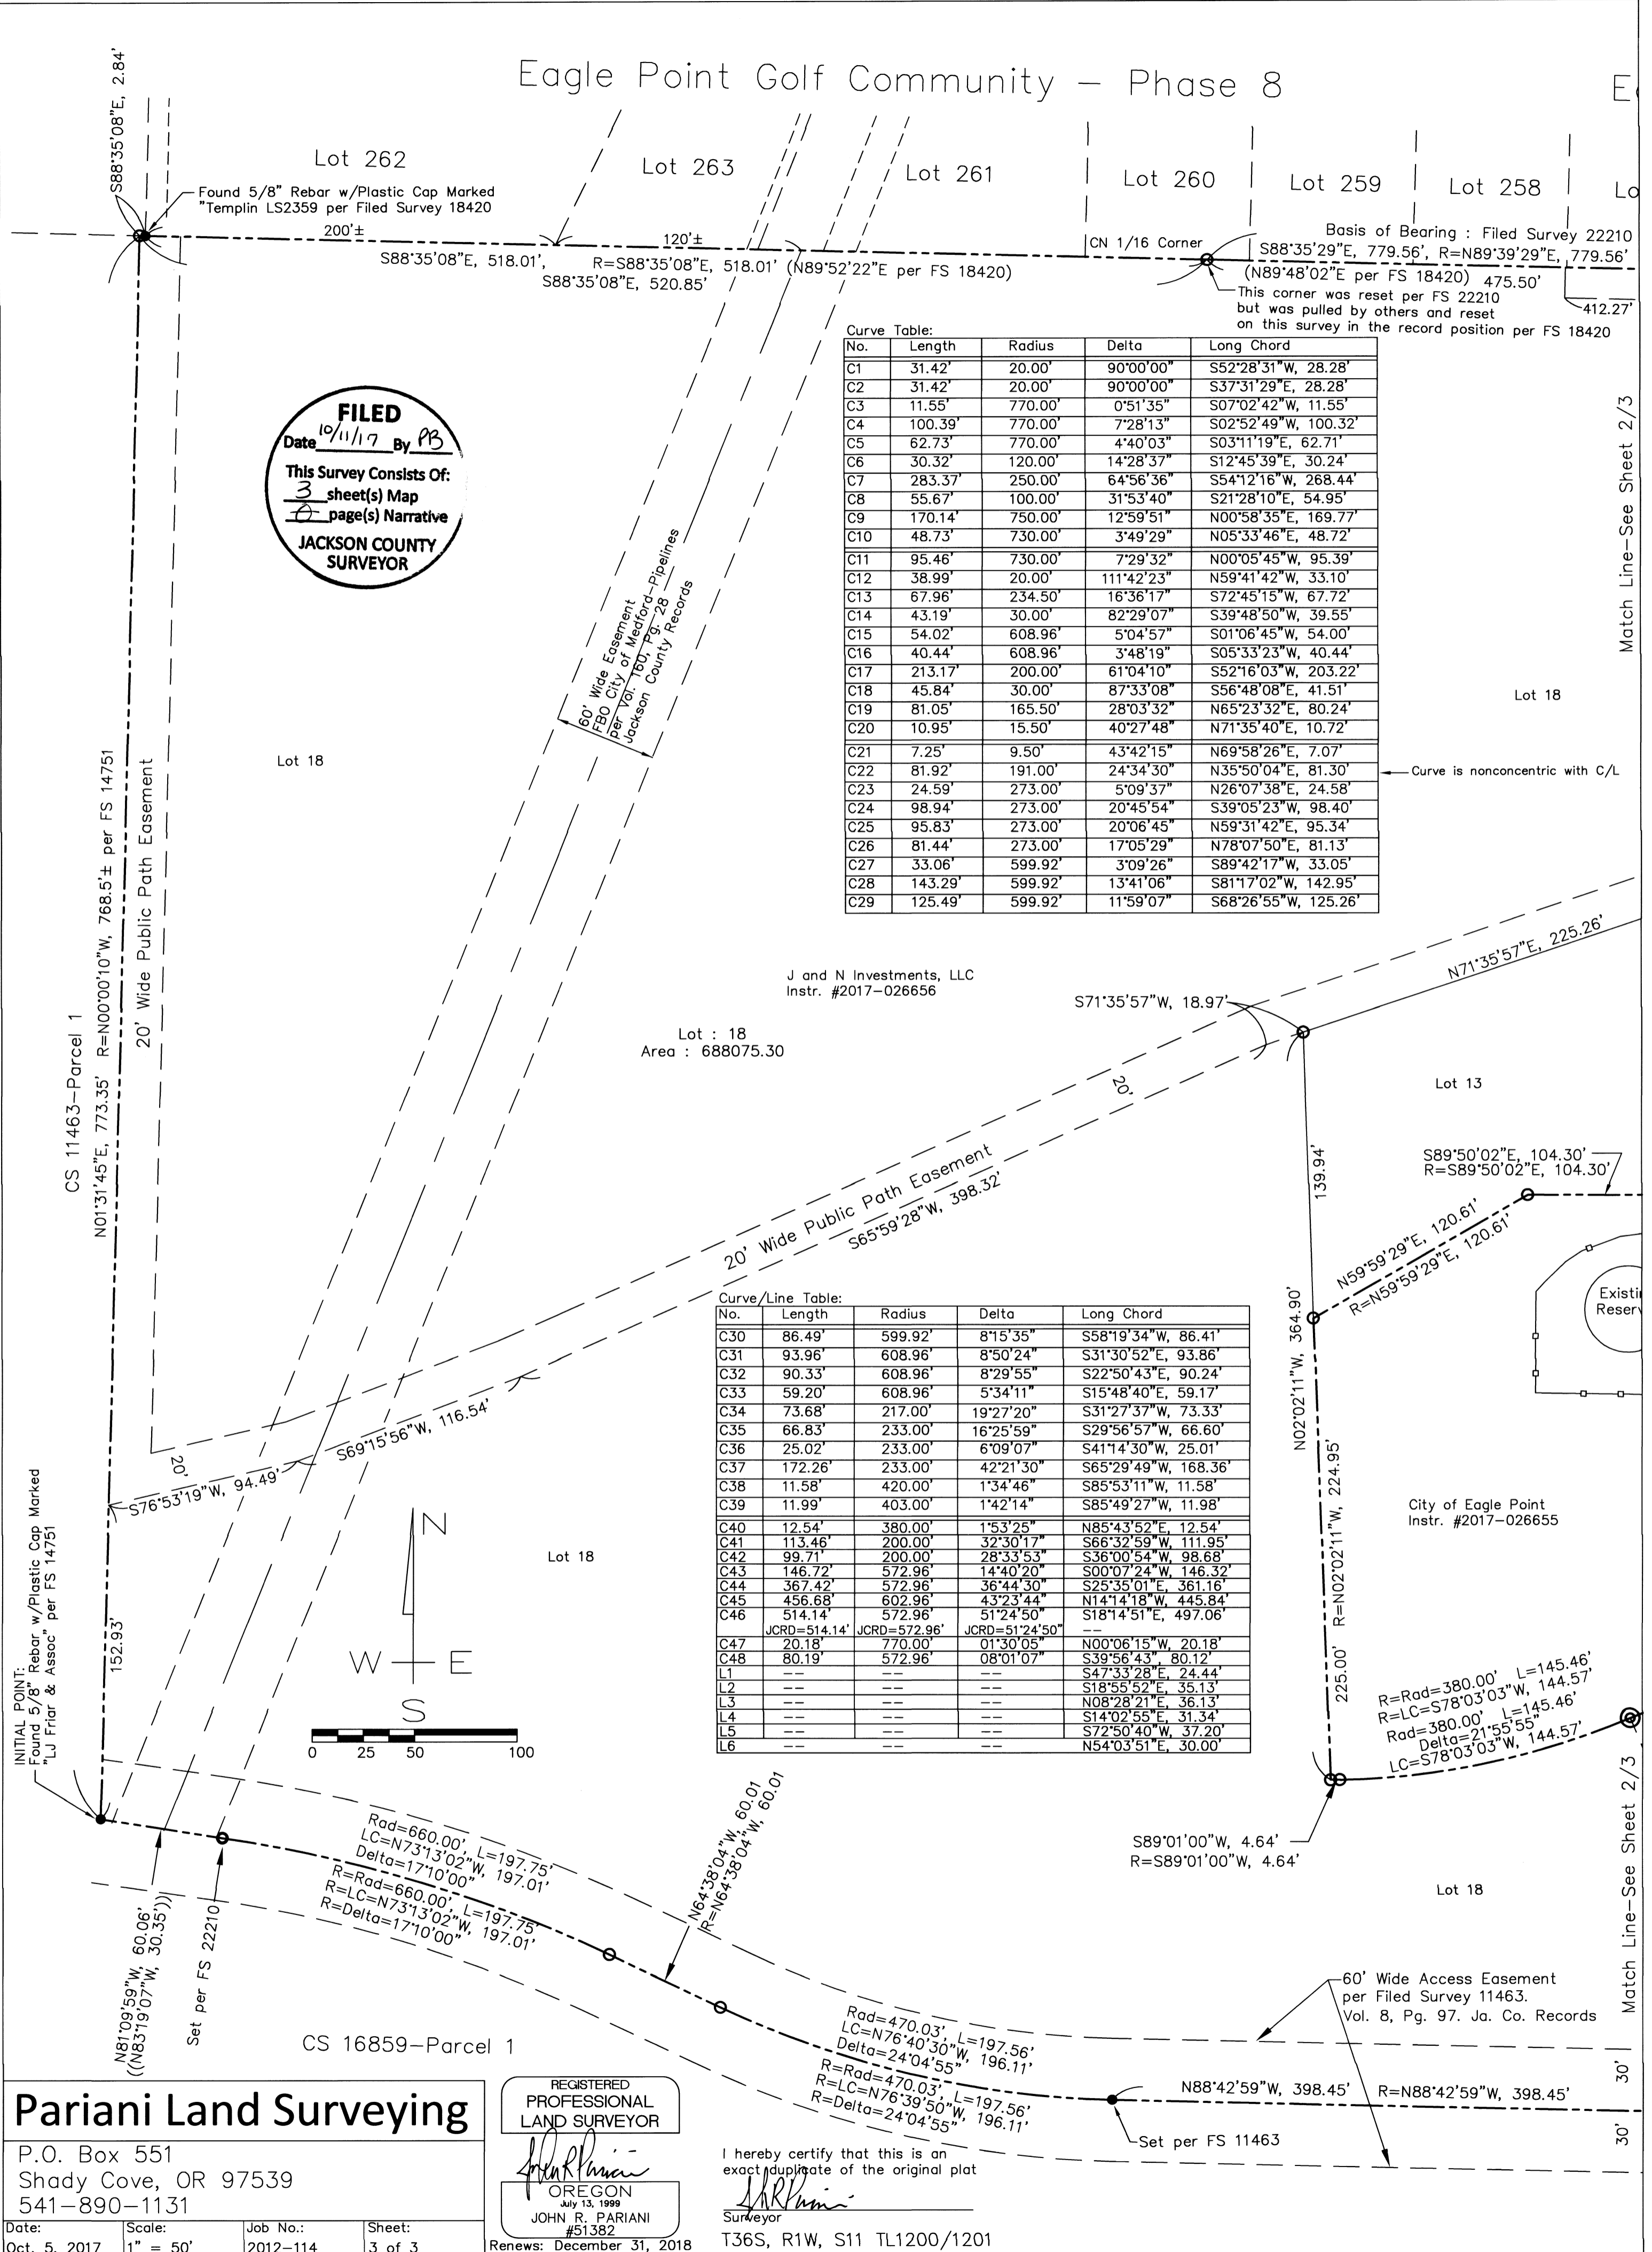 Eagle Point Golf Community – Phase 8
S88°35'08"E, 2.84'
Lot 262
Lot 263
Lot 261
Lot 260
Lot 259
Lot 258
Lo
Found 5/8" Rebar w/Plastic Cap Marked
"Templin LS2359 per Filed Survey 18420
200'±
120'±
CN 1/16 Corner
Basis of Bearing : Filed Survey 22210
S88°35'29"E, 779.56', R=N89°39'29"E, 779.56'
S88°35'08"E, 518.01', R=S88°35'08"E, 518.01' (N89°52'22"E per FS 18420)
S88°35'08"E, 520.85'
(N89°48'02"E per FS 18420) 475.50'
This corner was reset per FS 22210
but was pulled by others and reset
on this survey in the record position per FS 18420
412.27'
FILED
Date 10/11/17 By PB
This Survey Consists Of:
3 sheet(s) Map
0 page(s) Narrative
JACKSON COUNTY
SURVEYOR
Curve Table:
No. Length Radius Delta Long Chord
C1 31.42' 20.00' 90°00'00" S52°28'31"W, 28.28'
C2 31.42' 20.00' 90°00'00" S37°31'29"E, 28.28'
C3 11.55' 770.00' 0°51'35" S07°02'42"W, 11.55'
C4 100.39' 770.00' 7°28'13" S02°52'49"W, 100.32'
C5 62.73' 770.00' 4°40'03" S03°11'19"E, 62.71'
C6 30.32' 120.00' 14°28'37" S12°45'39"E, 30.24'
C7 283.37' 250.00' 64°56'36" S54°12'16"W, 268.44'
C8 55.67' 100.00' 31°53'40" S21°28'10"E, 54.95'
C9 170.14' 750.00' 12°59'51" N00°58'35"E, 169.77'
C10 48.73' 730.00' 3°49'29" N05°33'46"E, 48.72'
C11 95.46' 730.00' 7°29'32" N00°05'45"W, 95.39'
C12 38.99' 20.00' 111°42'23" N59°41'42"W, 33.10'
C13 67.96' 234.50' 16°36'17" S72°45'15"W, 67.72'
C14 43.19' 30.00' 82°29'07" S39°48'50"W, 39.55'
C15 54.02' 608.96' 5°04'57" S01°06'45"W, 54.00'
C16 40.44' 608.96' 3°48'19" S05°33'23"W, 40.44'
C17 213.17' 200.00' 61°04'10" S52°16'03"W, 203.22'
C18 45.84' 30.00' 87°33'08" S56°48'08"W, 41.51'
C19 81.05' 165.50' 28°03'32" N65°23'32"E, 80.24'
C20 10.95' 15.50' 40°27'48" N71°35'40"E, 10.72'
C21 7.25' 9.50' 43°42'15" N69°58'26"E, 7.07'
C22 81.92' 191.00' 24°34'30" N35°50'04"E, 81.30'
C23 24.59' 273.00' 5°09'37" N26°07'38"E, 24.58'
C24 98.94' 273.00' 20°45'54" S39°05'23"W, 98.40'
C25 95.83' 273.00' 20°06'45" N59°31'42"E, 95.34'
C26 81.44' 273.00' 17°05'29" N78°07'50"E, 81.13'
C27 33.06' 599.92' 3°09'26" S89°42'17"W, 33.05'
C28 143.29' 599.92' 13°41'06" S81°17'02"W, 142.95'
C29 125.49' 599.92' 11°59'07" S68°26'55"W, 125.26'
Curve is nonconcentric with C/L
Match Line–See Sheet 2/3
Lot 18
Lot 18
60' Wide Easement
FBO City of Medford–Pipelines
per Vol. 160, Pg. 28
Jackson County Records
CS 11463–Parcel 1
N01°31'45"E, 773.35' R=N00°00'10"W, 768.5'± per FS 14751
20' Wide Public Path Easement
J and N Investments, LLC
Instr. #2017–026656
Lot : 18
Area : 688075.30
S71°35'57"W, 18.97'
N71°35'57"E, 225.26'
20'
Lot 13
139.94'
S89°50'02"E, 104.30'
R=S89°50'02"E, 104.30'
N59°59'29"E, 120.61'
R=N59°59'29"E, 120.61'
Existi
Reserv
20' Wide Public Path Easement
S65°59'28"W, 398.32'
N02°02'11"W, 364.90'
Curve/Line Table:
No. Length Radius Delta Long Chord
C30 86.49' 599.92' 8°15'35" S58°19'34"W, 86.41'
C31 93.96' 608.96' 8°50'24" S31°30'52"E, 93.86'
C32 90.33' 608.96' 8°29'55" S22°50'43"E, 90.24'
C33 59.20' 608.96' 5°34'11" S15°48'40"E, 59.17'
C34 73.68' 217.00' 19°27'20" S31°27'37"W, 73.33'
C35 66.83' 233.00' 16°25'59" S29°56'57"W, 66.60'
C36 25.02' 233.00' 6°09'07" S41°14'30"W, 25.01'
C37 172.26' 233.00' 42°21'30" S65°29'49"W, 168.36'
C38 11.58' 420.00' 1°34'46" S85°53'11"W, 11.58'
C39 11.99' 403.00' 1°42'14" S85°49'27"W, 11.98'
C40 12.54' 380.00' 1°53'25" N85°43'52"E, 12.54'
C41 113.46' 200.00' 32°30'17" S66°32'59"W, 111.95'
C42 99.71' 200.00' 28°33'53" S36°00'54"W, 98.68'
C43 146.72' 572.96' 14°40'20" S00°07'24"W, 146.32'
C44 367.42' 572.96' 36°44'30" S25°35'01"E, 361.16'
C45 456.68' 602.96' 43°23'44" N14°14'18"W, 445.84'
C46 514.14' 572.96' 51°24'50" S18°14'51"E, 497.06'
JCRD=514.14' JCRD=572.96' JCRD=51°24'50" ––
C47 20.18' 770.00' 01°30'05" N00°06'15"W, 20.18'
C48 80.19' 572.96' 08°01'07" S39°56'43", 80.12'
L1 –– –– –– S47°33'28"E, 24.44'
L2 –– –– –– S18°55'52"E, 35.13'
L3 –– –– –– N08°28'21"E, 36.13'
L4 –– –– –– S14°02'55"E, 31.34'
L5 –– –– –– S72°50'40"W, 37.20'
L6 –– –– –– N54°03'51"E, 30.00'
S69°15'56"W, 116.54'
20'
S76°53'19"W, 94.49'
152.93'
INITIAL POINT:
Found 5/8" Rebar w/Plastic Cap Marked
"LJ Friar & Assoc" per FS 14751
N
W E
S
0 25 50 100
Lot 18
225.00' R=N02°02'11"W, 224.95'
City of Eagle Point
Instr. #2017–026655
R=Rad=380.00' L=145.46'
R=LC=S78°03'03"W, 144.57'
Rad=380.00' L=145.46'
Delta=21°55'55"
LC=S78°03'03"W, 144.57'
S89°01'00"W, 4.64'
R=S89°01'00"W, 4.64'
Lot 18
Match Line–See Sheet 2/3
Rad=660.00', L=197.75'
LC=N73°13'02"W, 197.01'
Delta=17°10'00"
R=Rad=660.00', L=197.75'
R=LC=N73°13'02"W, 197.01'
R=Delta=17°10'00"
N64°38'04"W, 60.01
R=N64°38'04"W, 60.01
N81°09'59"W, 60.06'
((N83°19'07"W, 30.35'))
Set per FS 22210
CS 16859–Parcel 1
Rad=470.03', L=197.56'
LC=N76°40'30"W, 196.11'
Delta=24°04'55"
R=Rad=470.03', L=197.56'
R=LC=N76°39'50"W, 196.11'
R=Delta=24°04'55"
60' Wide Access Easement
per Filed Survey 11463.
Vol. 8, Pg. 97. Ja. Co. Records
30'
30'
N88°42'59"W, 398.45' R=N88°42'59"W, 398.45'
Set per FS 11463
Pariani Land Surveying
P.O. Box 551
Shady Cove, OR 97539
541–890–1131
Date: Scale: Job No.: Sheet:
Oct. 5, 2017 1" = 50' 2012–114 3 of 3
REGISTERED
PROFESSIONAL
LAND SURVEYOR
OREGON
July 13, 1999
JOHN R. PARIANI
#51382
Renews: December 31, 2018
I hereby certify that this is an
exact duplicate of the original plat
Surveyor
T36S, R1W, S11 TL1200/1201
E